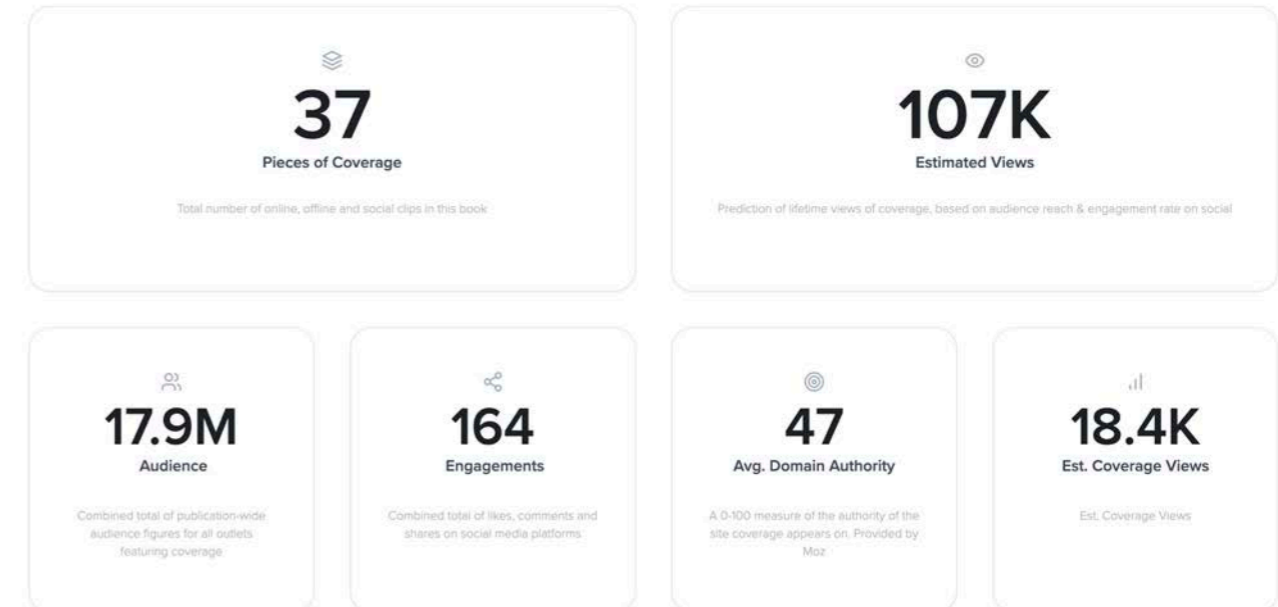 37
Pieces of Coverage
Total number of online, offline and social clips in this book
107K
Estimated Views
Prediction of lifetime views of coverage, based on audience reach & engagement rate on social
17.9M
Audience
Combined total of publication-wide
audience figures for all outlets
featuring coverage
164
Engagements
Combined total of likes, comments and
shares on social media platforms
47
Avg. Domain Authority
A 0-100 measure of the authority of the
site coverage appears on. Provided by
Moz
18.4K
Est. Coverage Views
Est. Coverage Views